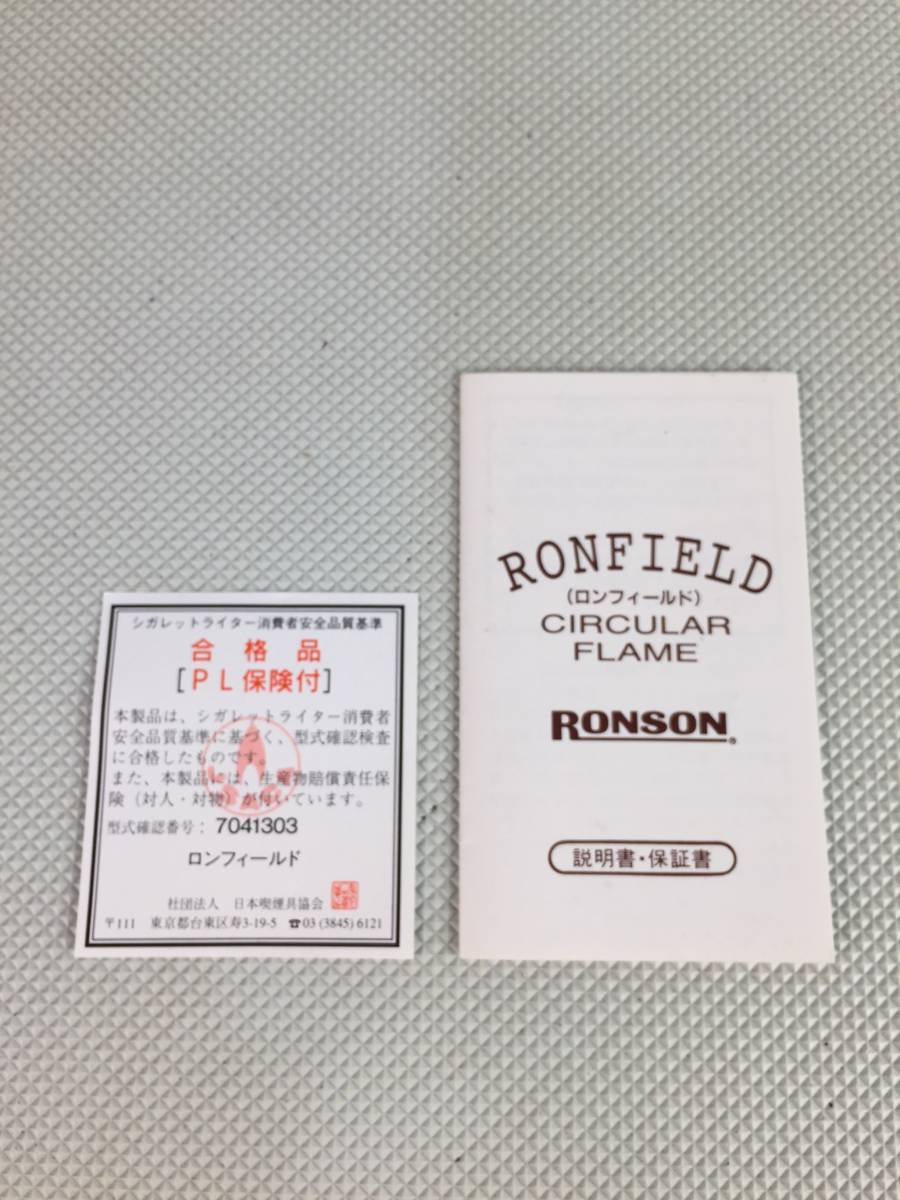 シガレットライター消費者安全品質基準
合格品
[PL保険付]
本製品は、シガレットライター消費者
安全品質基準に基づく、型式確認検査
に合格したものです。
また、本製品には、生産物賠償責任保
険（対人・対物）が付いています。
型式確認番号：7041303
ロンフィールド
社団法人 日本喫煙具協会
〒111 東京都台東区寿3-19-5 ☎03 (3845) 6121
RONFIELD
（ロンフィールド）
CIRCULAR
FLAME
RONSON®
説明書・保証書